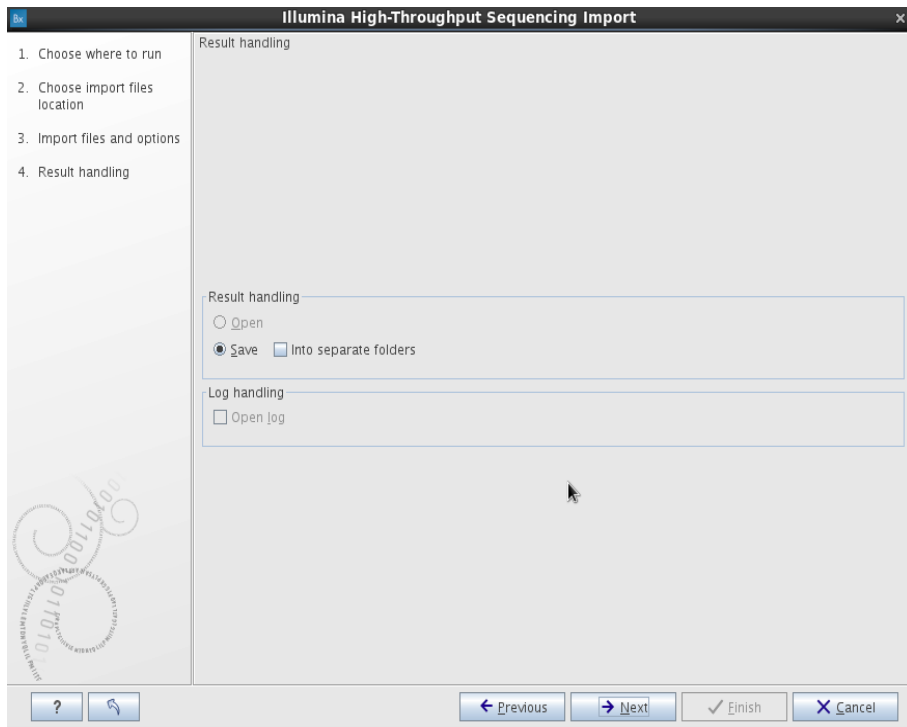 Bx
Illumina High-Throughput Sequencing Import
1. Choose where to run
2. Choose import files
location
3. Import files and options
4. Result handling
Result handling
Result handling
Open
Save Into separate folders
Log handling
Open log
? Previous Next Finish Cancel